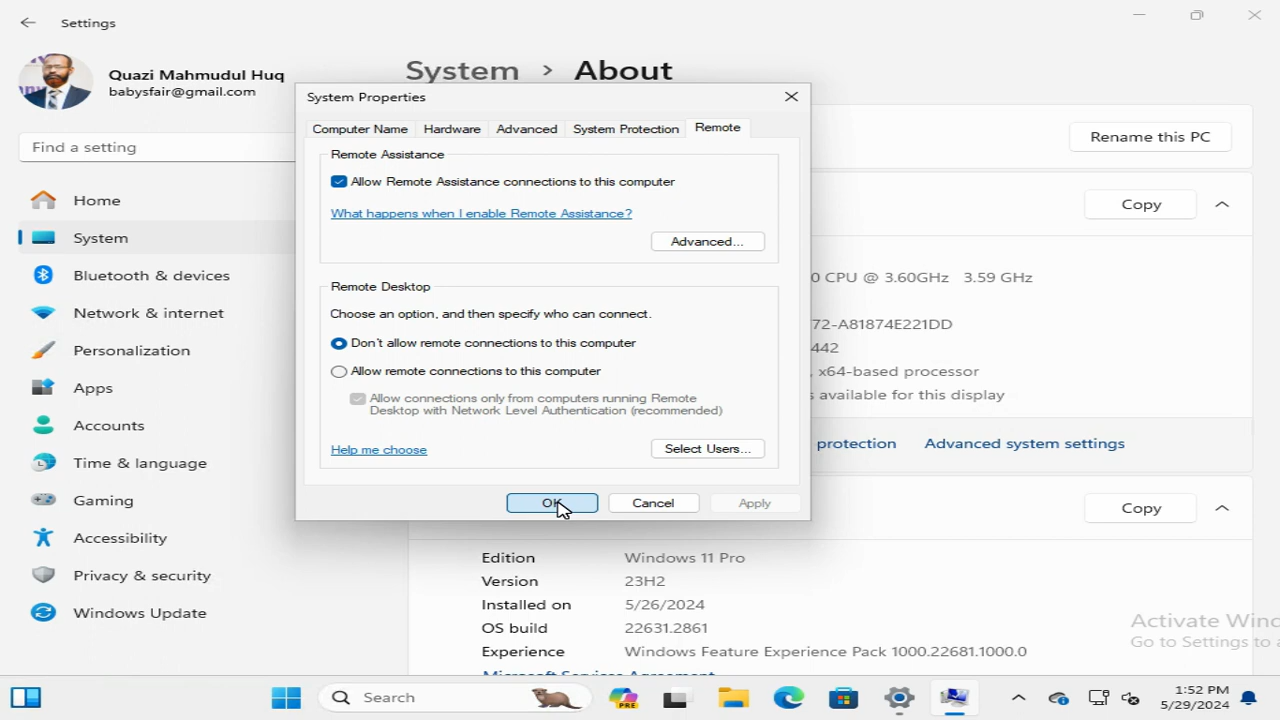 Settings
Quazi Mahmudul Huq
babysfair@gmail.com
Find a setting
Home
System
Bluetooth & devices
Network & internet
Personalization
Apps
Accounts
Time & language
Gaming
Accessibility
Privacy & security
Windows Update
System > About
Rename this PC
Copy
0 CPU @ 3.60GHz 3.59 GHz
72-A81874E221DD
442
, x64-based processor
s available for this display
protection Advanced system settings
Copy
Edition Windows 11 Pro
Version 23H2
Installed on 5/26/2024
OS build 22631.2861
Experience Windows Feature Experience Pack 1000.22681.1000.0
Microsoft Services Agreement
System Properties
Computer Name Hardware Advanced System Protection Remote
Remote Assistance
Allow Remote Assistance connections to this computer
What happens when I enable Remote Assistance?
Advanced...
Remote Desktop
Choose an option, and then specify who can connect.
Don't allow remote connections to this computer
Allow remote connections to this computer
Allow connections only from computers running Remote
Desktop with Network Level Authentication (recommended)
Help me choose
Select Users...
OK Cancel Apply
Activate Winc
Go to Settings to a
Search
PRE
1:52 PM
5/29/2024